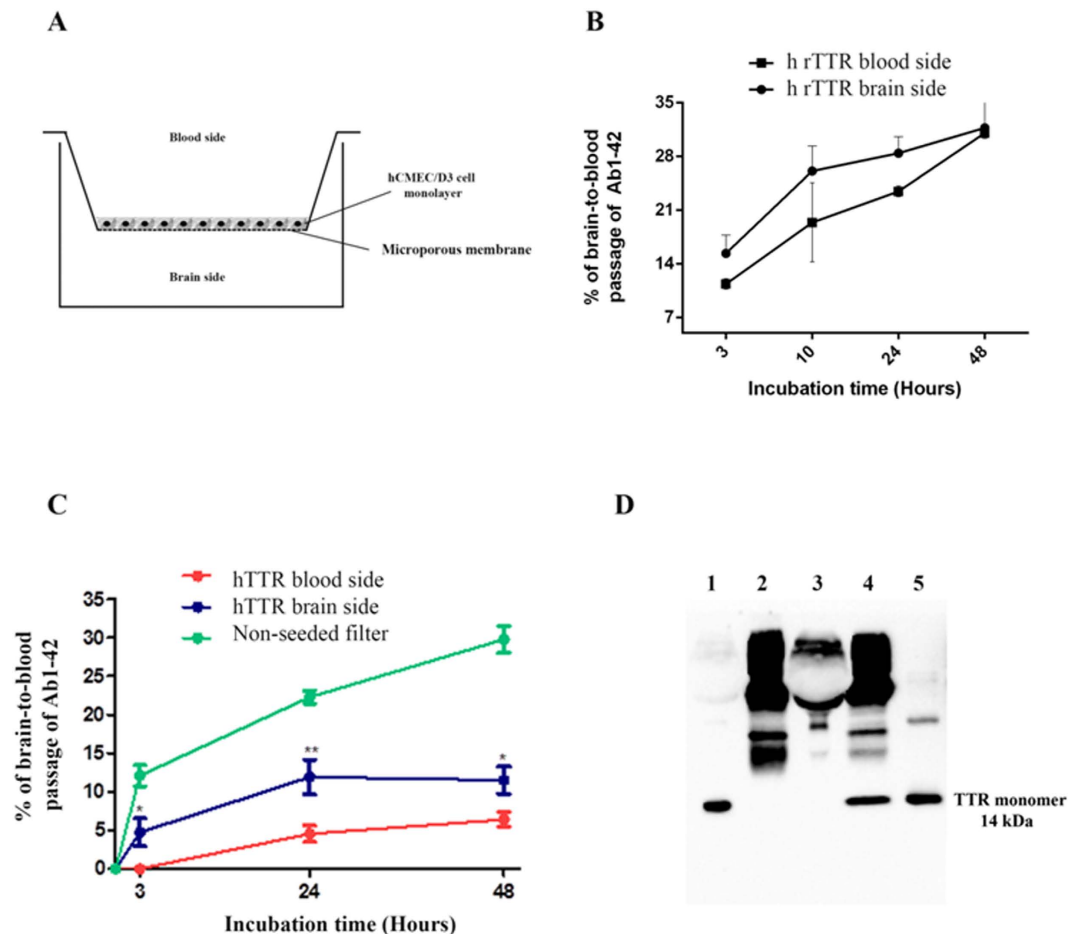 A
Blood side
hCMEC/D3 cell
monolayer
Microporous membrane
Brain side
B
h rTTR blood side
h rTTR brain side
% of brain-to-blood
passage of Ab1-42
35
28
21
14
7
3
10
24
48
Incubation time (Hours)
C
hTTR blood side
hTTR brain side
Non-seeded filter
% of brain-to-blood
passage of Ab1-42
35
30
25
20
15
10
5
0
*
**
*
3
24
48
Incubation time (Hours)
D
1 2 3 4 5
TTR monomer
14 kDa